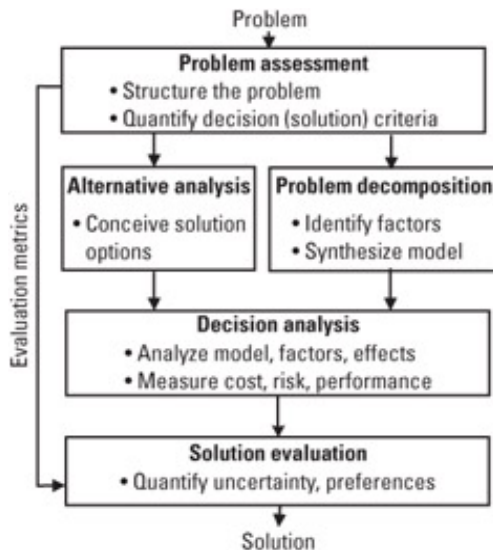 Problem
Problem assessment
• Structure the problem
• Quantify decision (solution) criteria
Alternative analysis
• Conceive solution
options
Problem decomposition
• Identify factors
• Synthesize model
Evaluation metrics
Decision analysis
• Analyze model, factors, effects
• Measure cost, risk, performance
Solution evaluation
• Quantify uncertainty, preferences
Solution